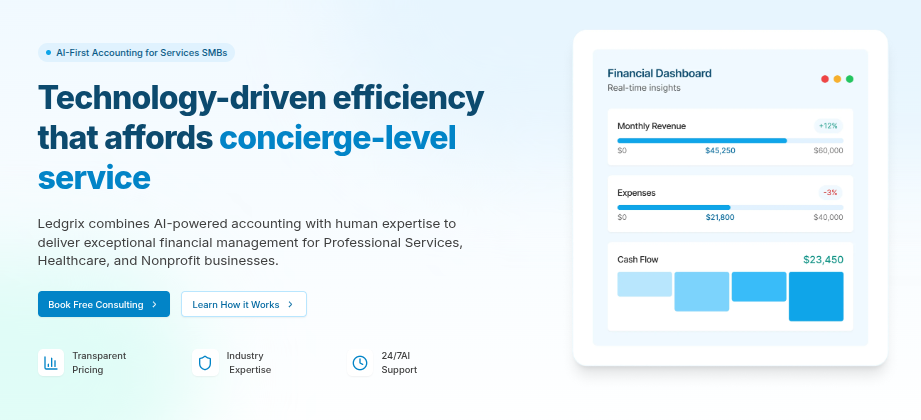 AI-First Accounting for Services SMBs
Technology-driven efficiency
that affords concierge-level
service
Ledgrix combines AI-powered accounting with human expertise to
deliver exceptional financial management for Professional Services,
Healthcare, and Nonprofit businesses.
Book Free Consulting
Learn How it Works
Transparent
Pricing
Industry
Expertise
24/7AI
Support
Financial Dashboard
Real-time insights
Monthly Revenue
+12%
$0 $45,250 $60,000
Expenses
-3%
$0 $21,800 $40,000
Cash Flow
$23,450